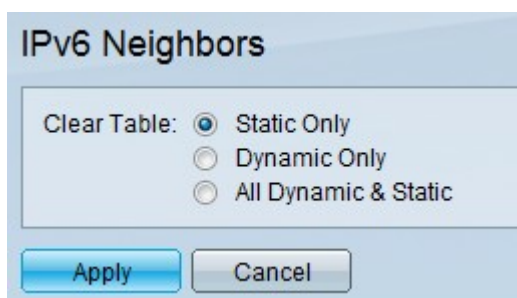 IPv6 Neighbors
Clear Table: Static Only
Dynamic Only
All Dynamic & Static
Apply Cancel